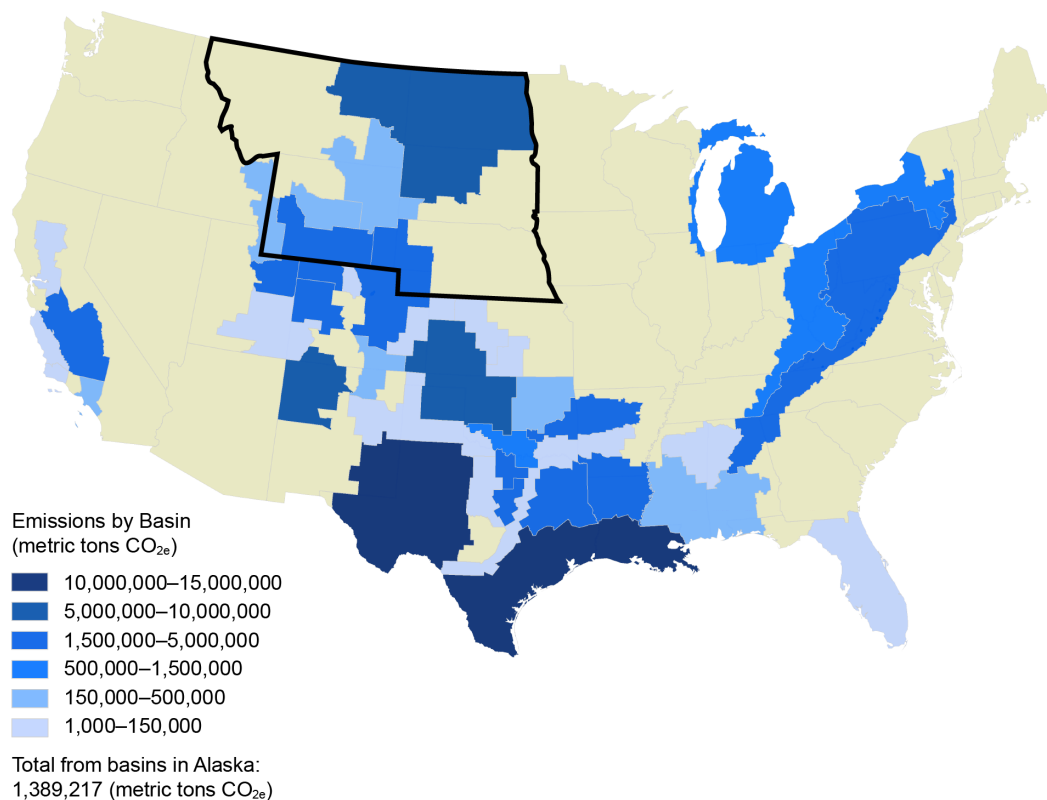 Emissions by Basin
(metric tons CO₂ₑ)
10,000,000–15,000,000
5,000,000–10,000,000
1,500,000–5,000,000
500,000–1,500,000
150,000–500,000
1,000–150,000
Total from basins in Alaska:
1,389,217 (metric tons CO₂ₑ)